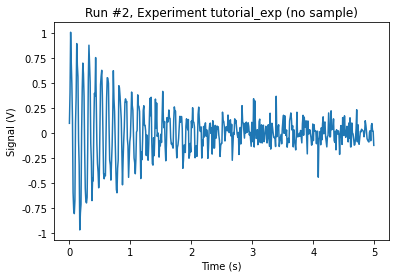 Run #2, Experiment tutorial_exp (no sample)
1
0.75
0.5
0.25
0
-0.25
-0.5
-0.75
-1
Signal (V)
0 1 2 3 4 5
Time (s)